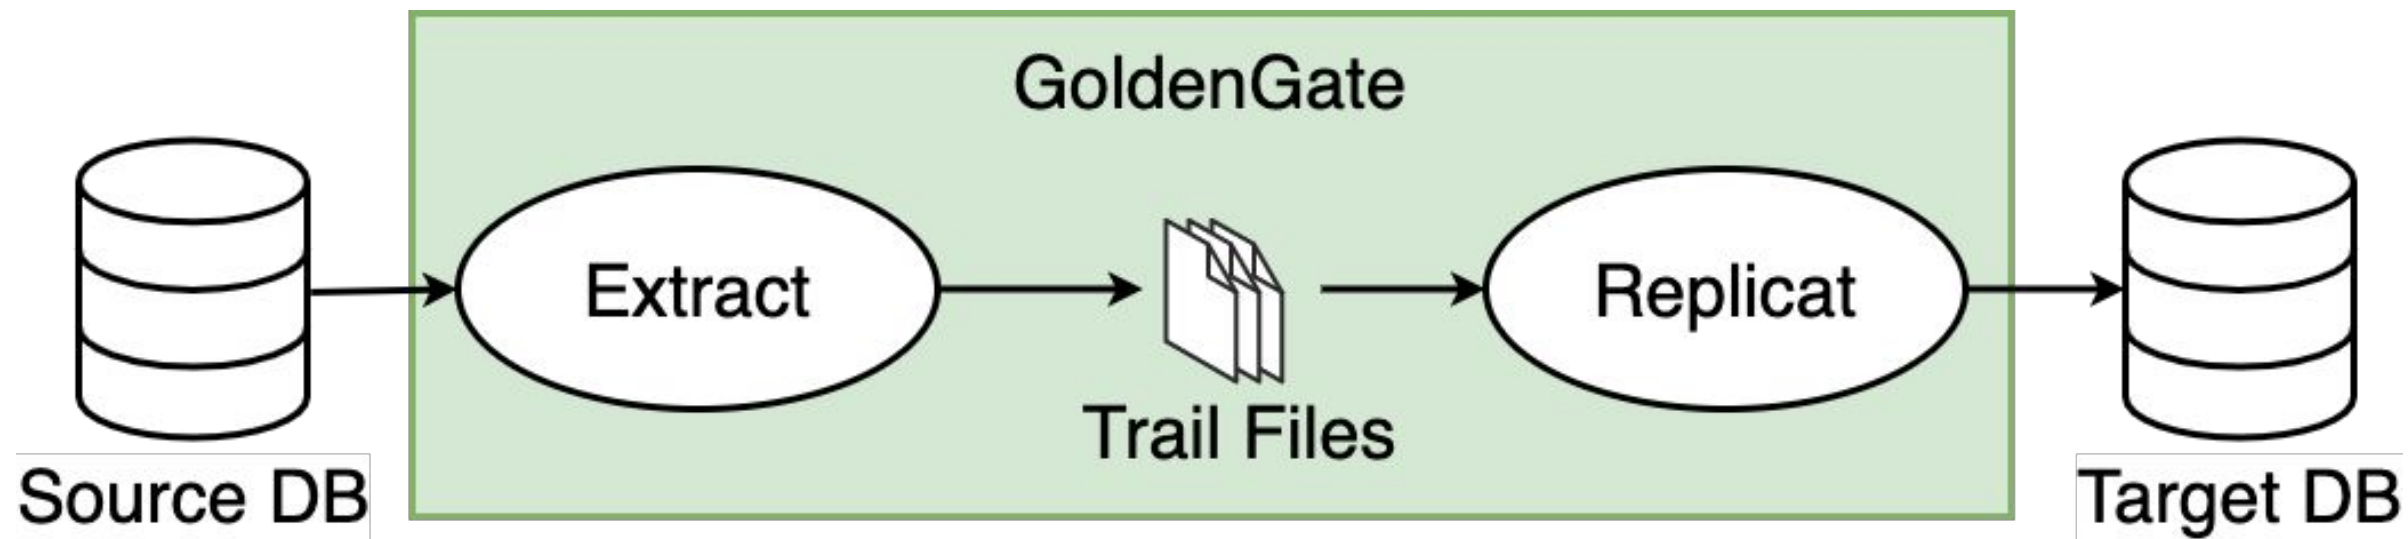 GoldenGate
Source DB
Extract
Trail Files
Replicat
Target DB